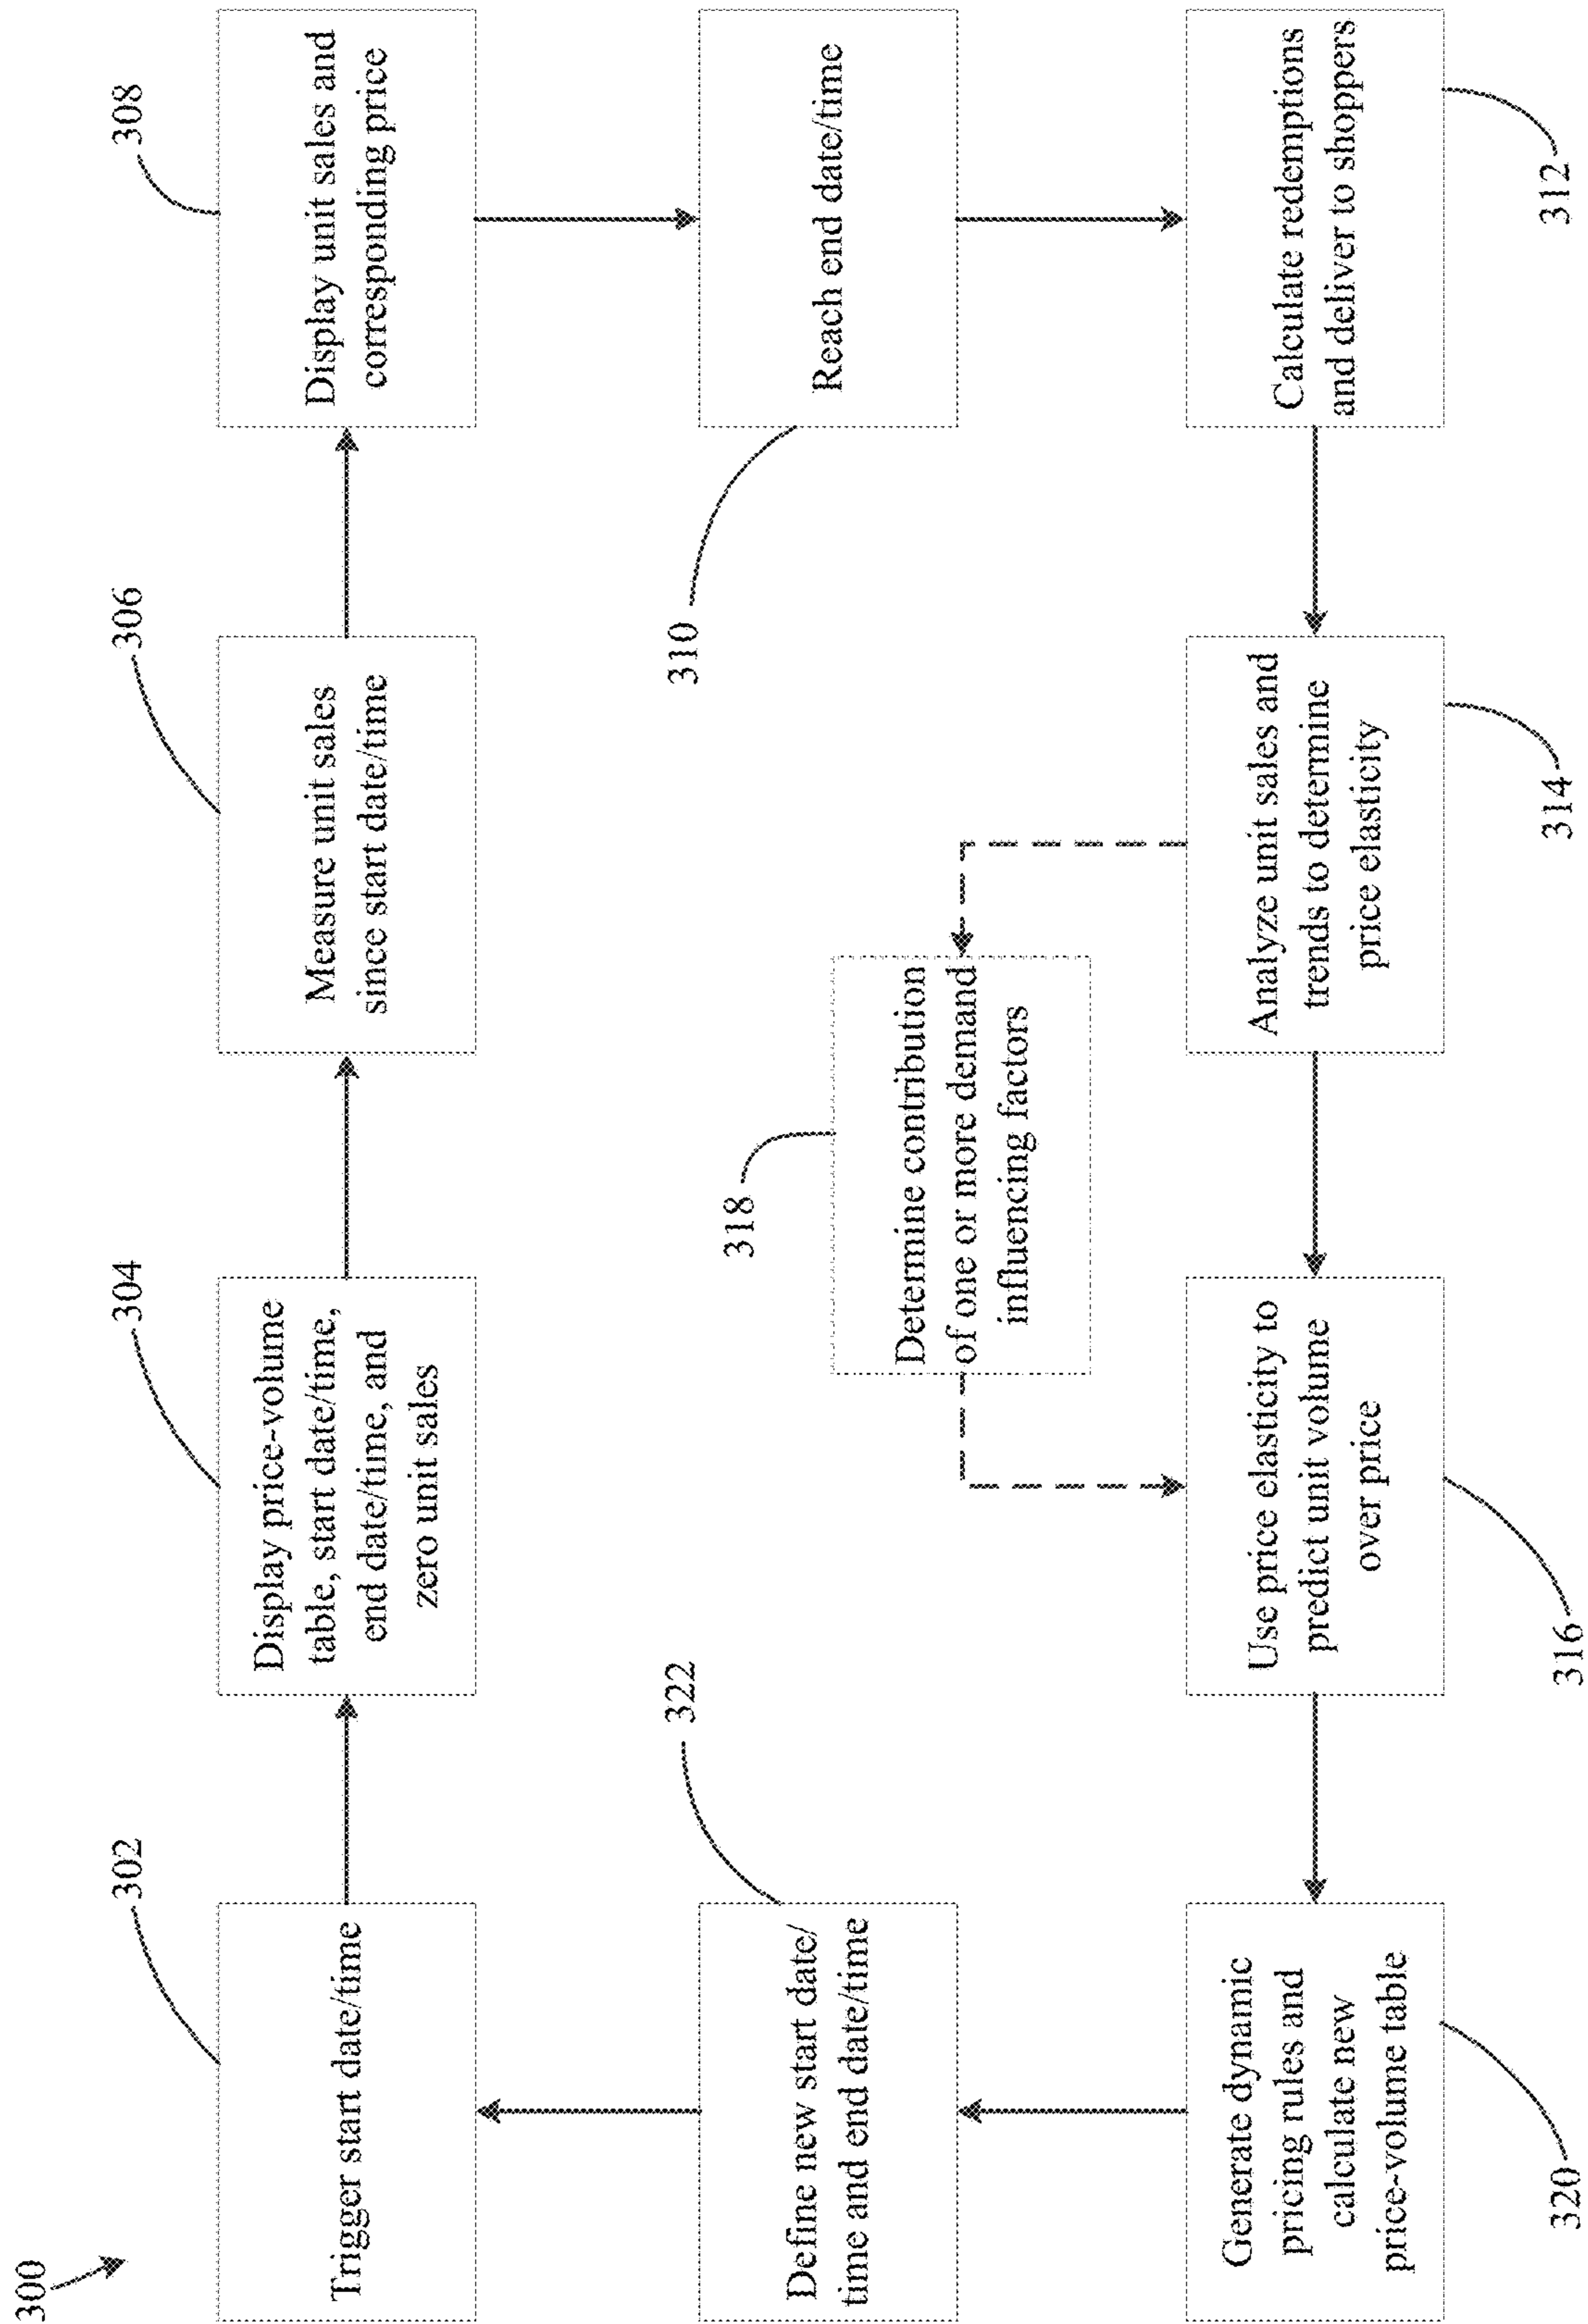 300
302
Trigger start date/time
304
Display price-volume
table, start date/time,
end date/time, and
zero unit sales
306
Measure unit sales
since start date/time
308
Display unit sales and
corresponding price
322
Define new start date/
time and end date/time
310
Reach end date/time
318
Determine contribution
of one or more demand
influencing factors
Generate dynamic
pricing rules and
calculate new
price-volume table
320
Use price elasticity to
predict unit volume
over price
316
Analyze unit sales and
trends to determine
price elasticity
314
Calculate redemptions
and deliver to shoppers
312